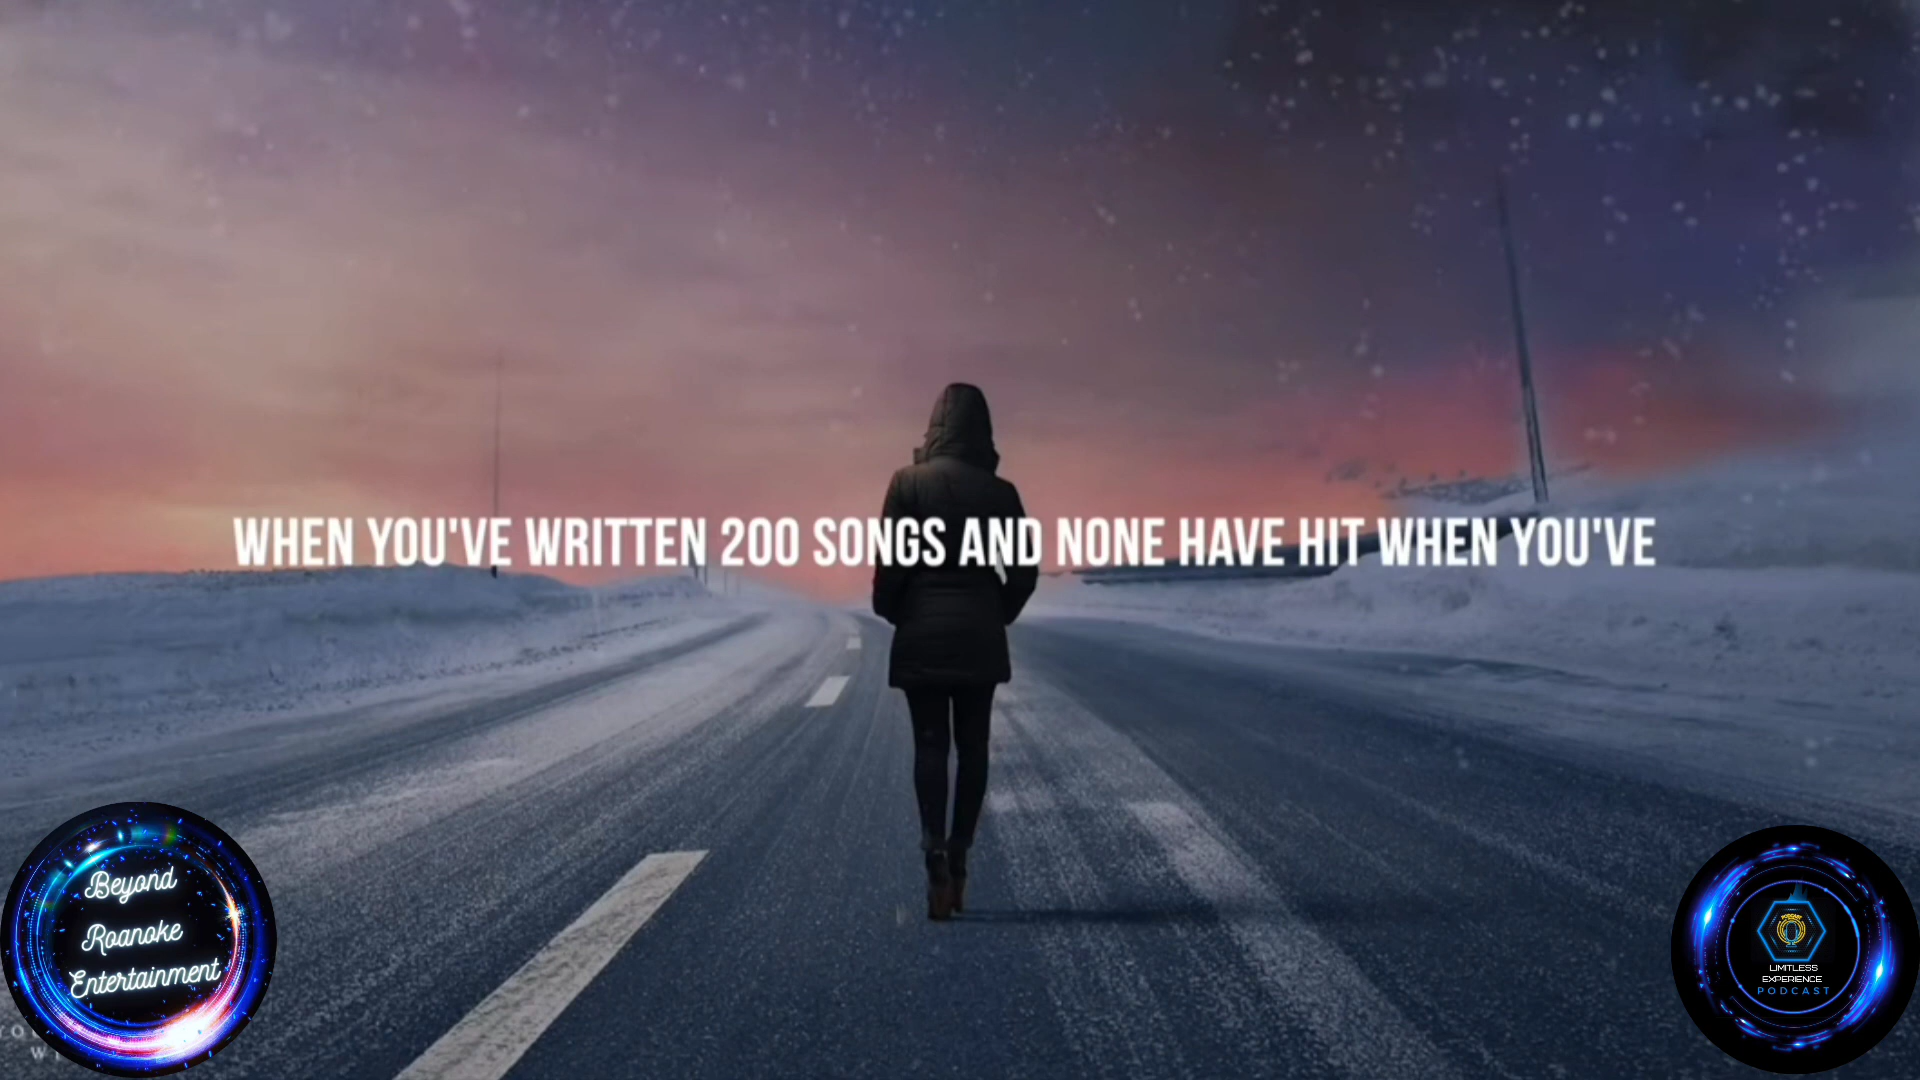 WHEN YOU'VE WRITTEN 200 SONGS AND NONE HAVE HIT WHEN YOU'VE
Beyond
Roanoke
Entertainment
PODCAST
LIMITLESS
EXPERIENCE
PODCAST